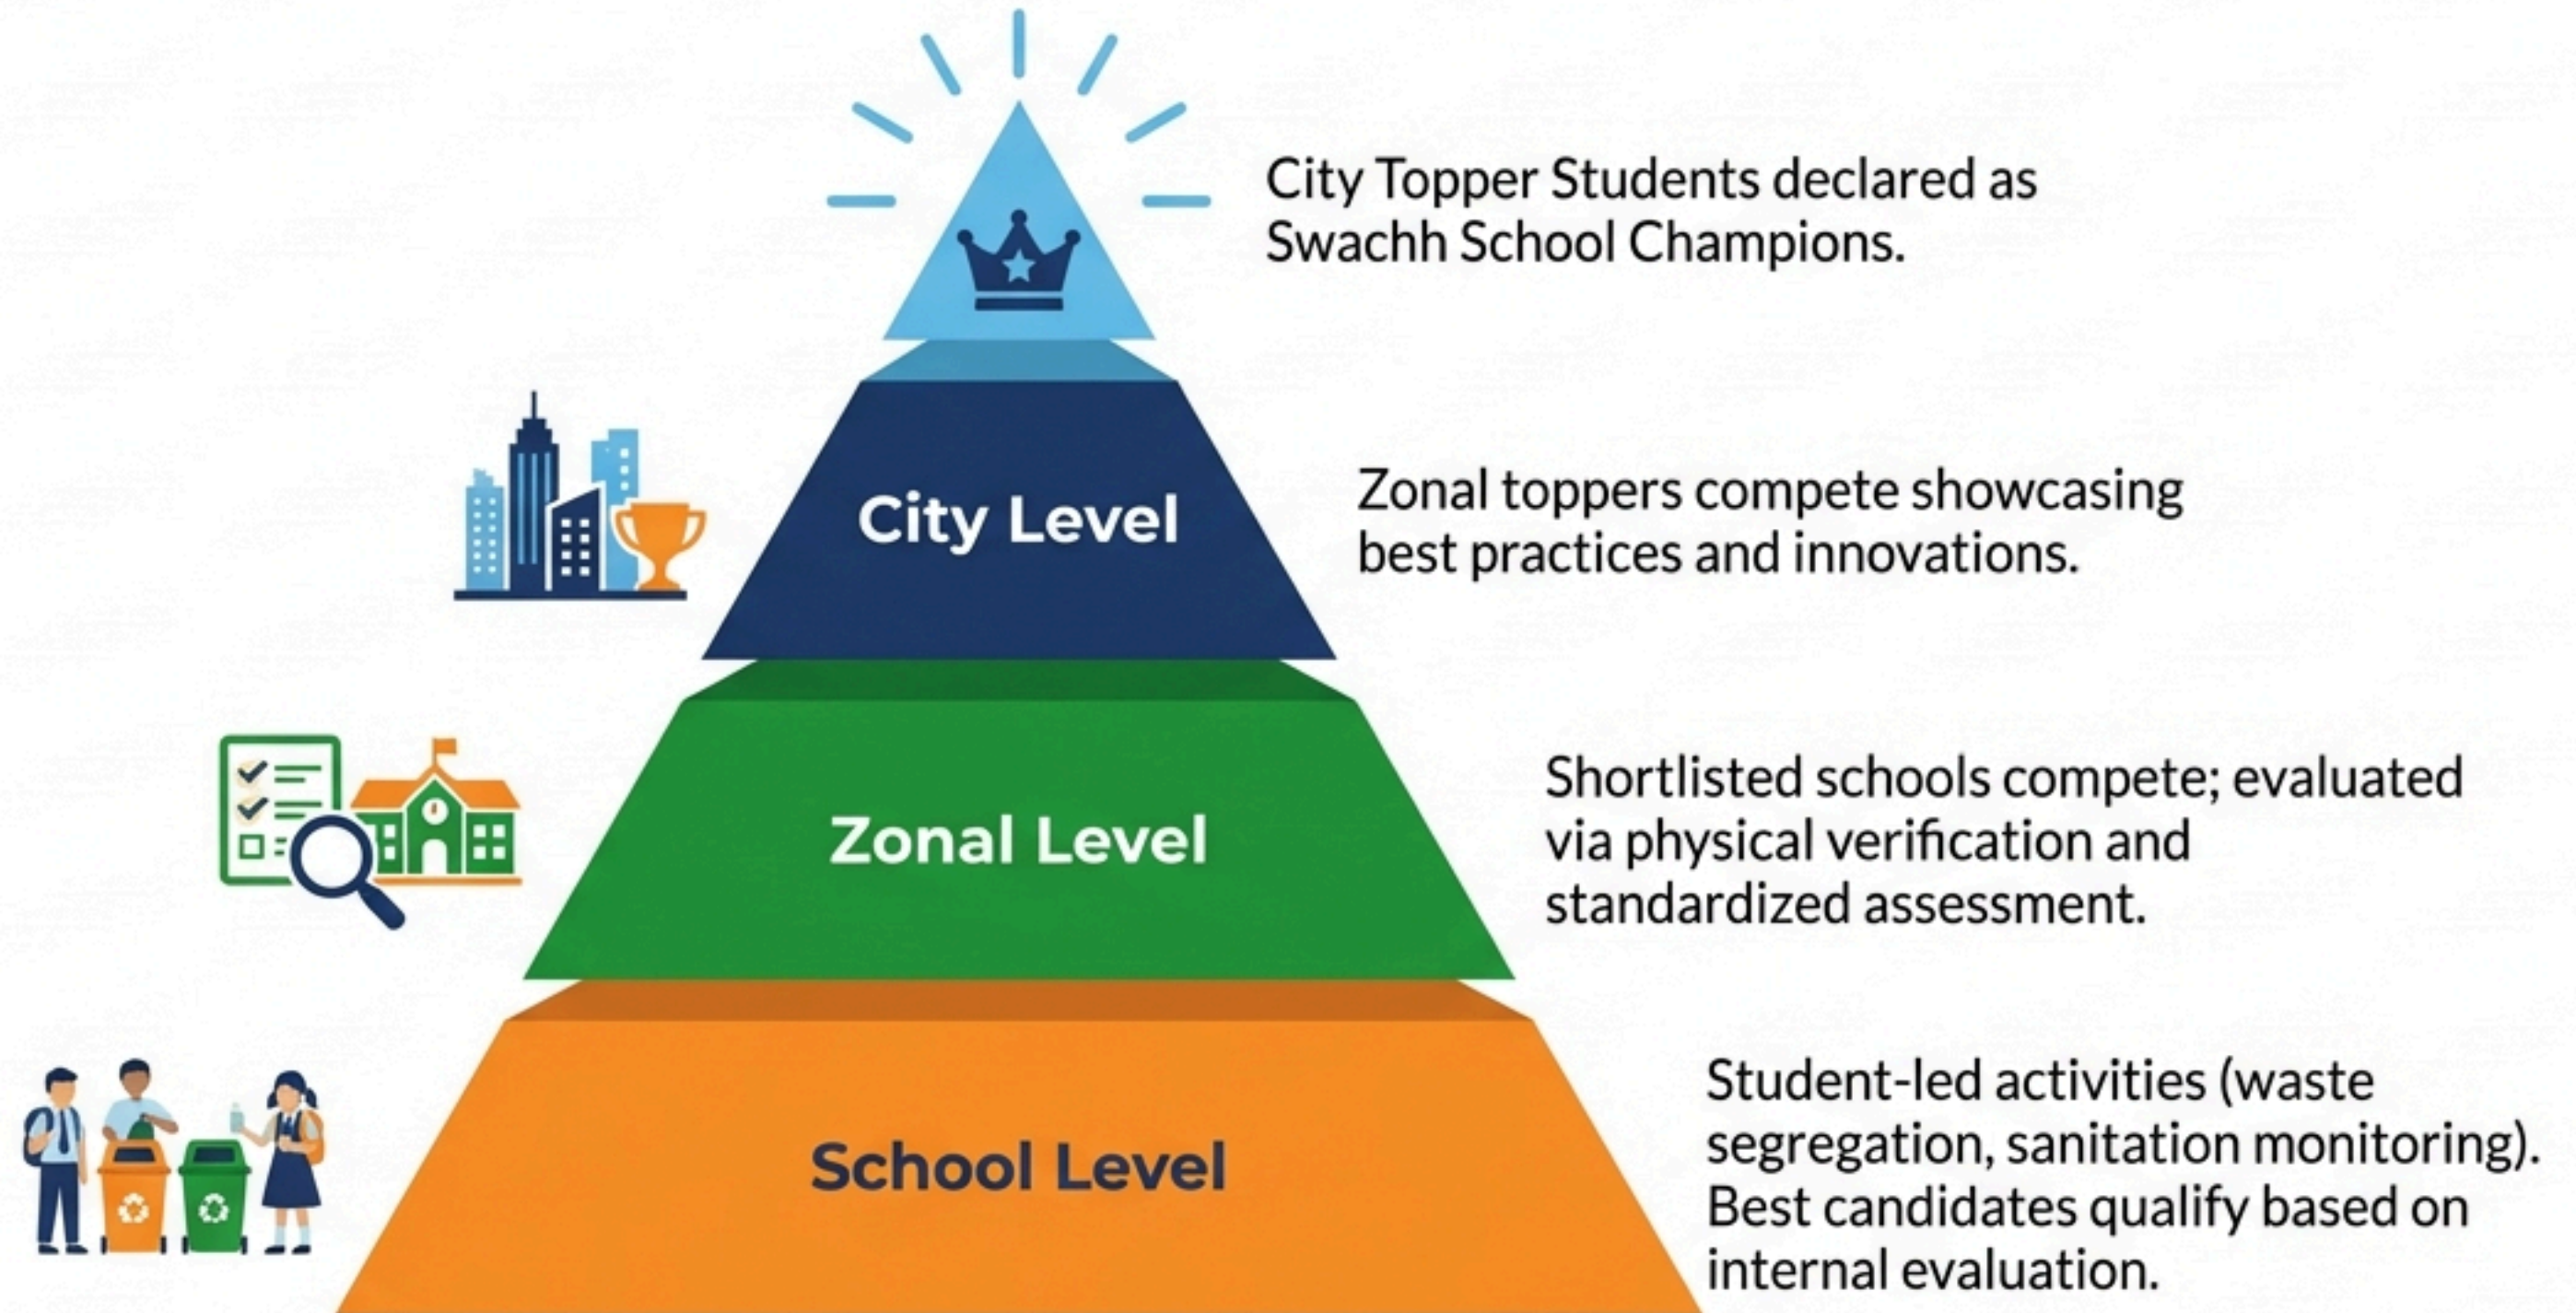 City Topper Students declared as
Swachh School Champions.
City Level
Zonal toppers compete showcasing
best practices and innovations.
Zonal Level
Shortlisted schools compete; evaluated
via physical verification and
standardized assessment.
School Level
Student-led activities (waste
segregation, sanitation monitoring).
Best candidates qualify based on
internal evaluation.